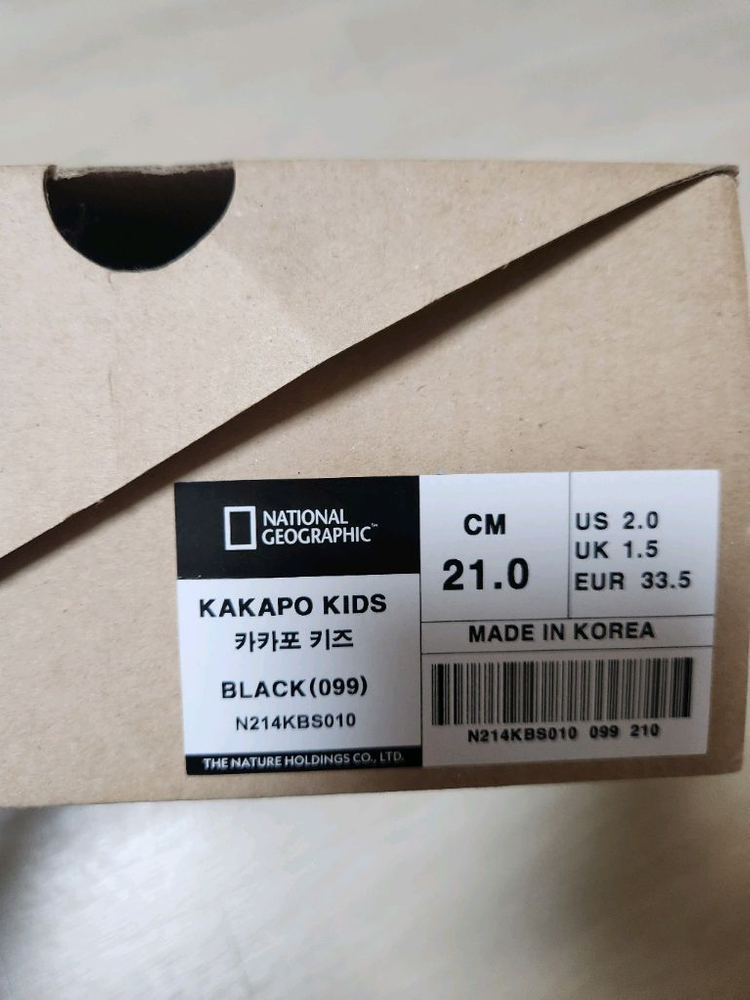 NATIONAL
GEOGRAPHIC™
KAKAPO KIDS
카카포 키즈
BLACK(099)
N214KBS010
THE NATURE HOLDINGS CO., LTD.
CM
21.0
US 2.0
UK 1.5
EUR 33.5
MADE IN KOREA
N214KBS010 099 210